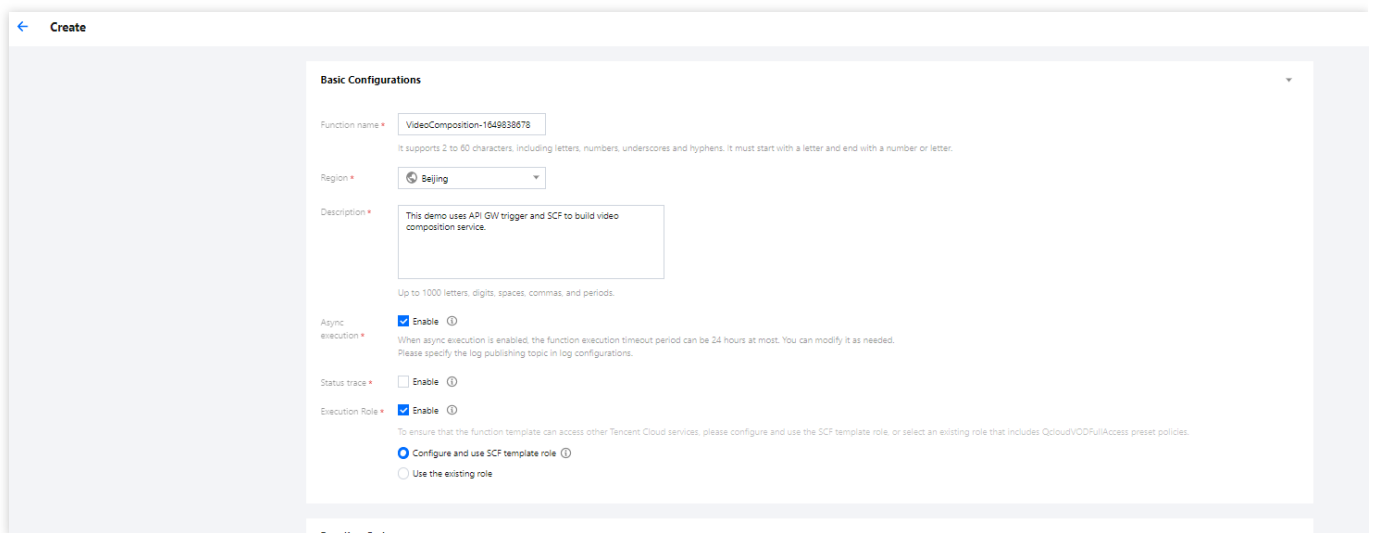 Create
Basic Configurations
Function name *
VideoComposition-1649838678
It supports 2 to 60 characters, including letters, numbers, underscores and hyphens. It must start with a letter and end with a number or letter.
Region *
Beijing
Description *
This demo uses API GW trigger and SCF to build video
composition service.
Up to 1000 letters, digits, spaces, commas, and periods.
Async
execution *
Enable
When async execution is enabled, the function execution timeout period can be 24 hours at most. You can modify it as needed.
Please specify the log publishing topic in log configurations.
Status trace *
Enable
Execution Role *
Enable
To ensure that the function template can access other Tencent Cloud services, please configure and use the SCF template role, or select an existing role that includes QcloudVODFullAccess preset policies.
Configure and use SCF template role
Use the existing role